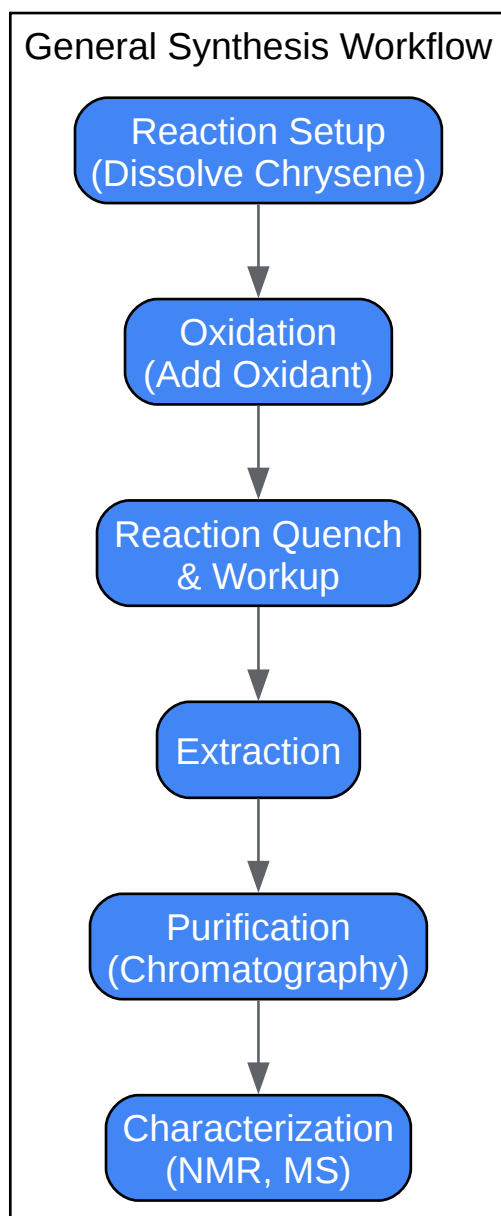 General Synthesis Workflow
Reaction Setup
(Dissolve Chrysene)
Oxidation
(Add Oxidant)
Reaction Quench
& Workup
Extraction
Purification
(Chromatography)
Characterization
(NMR, MS)